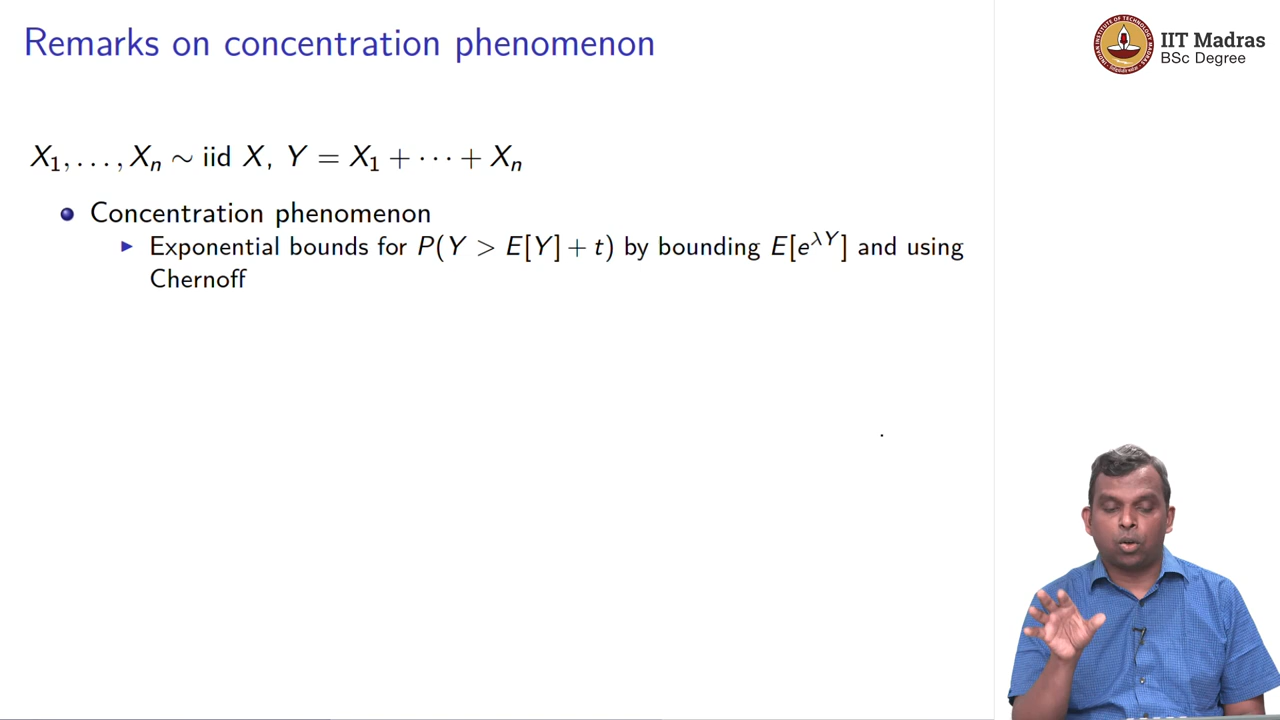 Remarks on concentration phenomenon
IIT Madras
BSc Degree
X₁, . . . , Xₙ ∼ iid X, Y = X₁ + · · · + Xₙ
Concentration phenomenon
Exponential bounds for P(Y > E[Y] + t) by bounding E[e^{λY}] and using
Chernoff